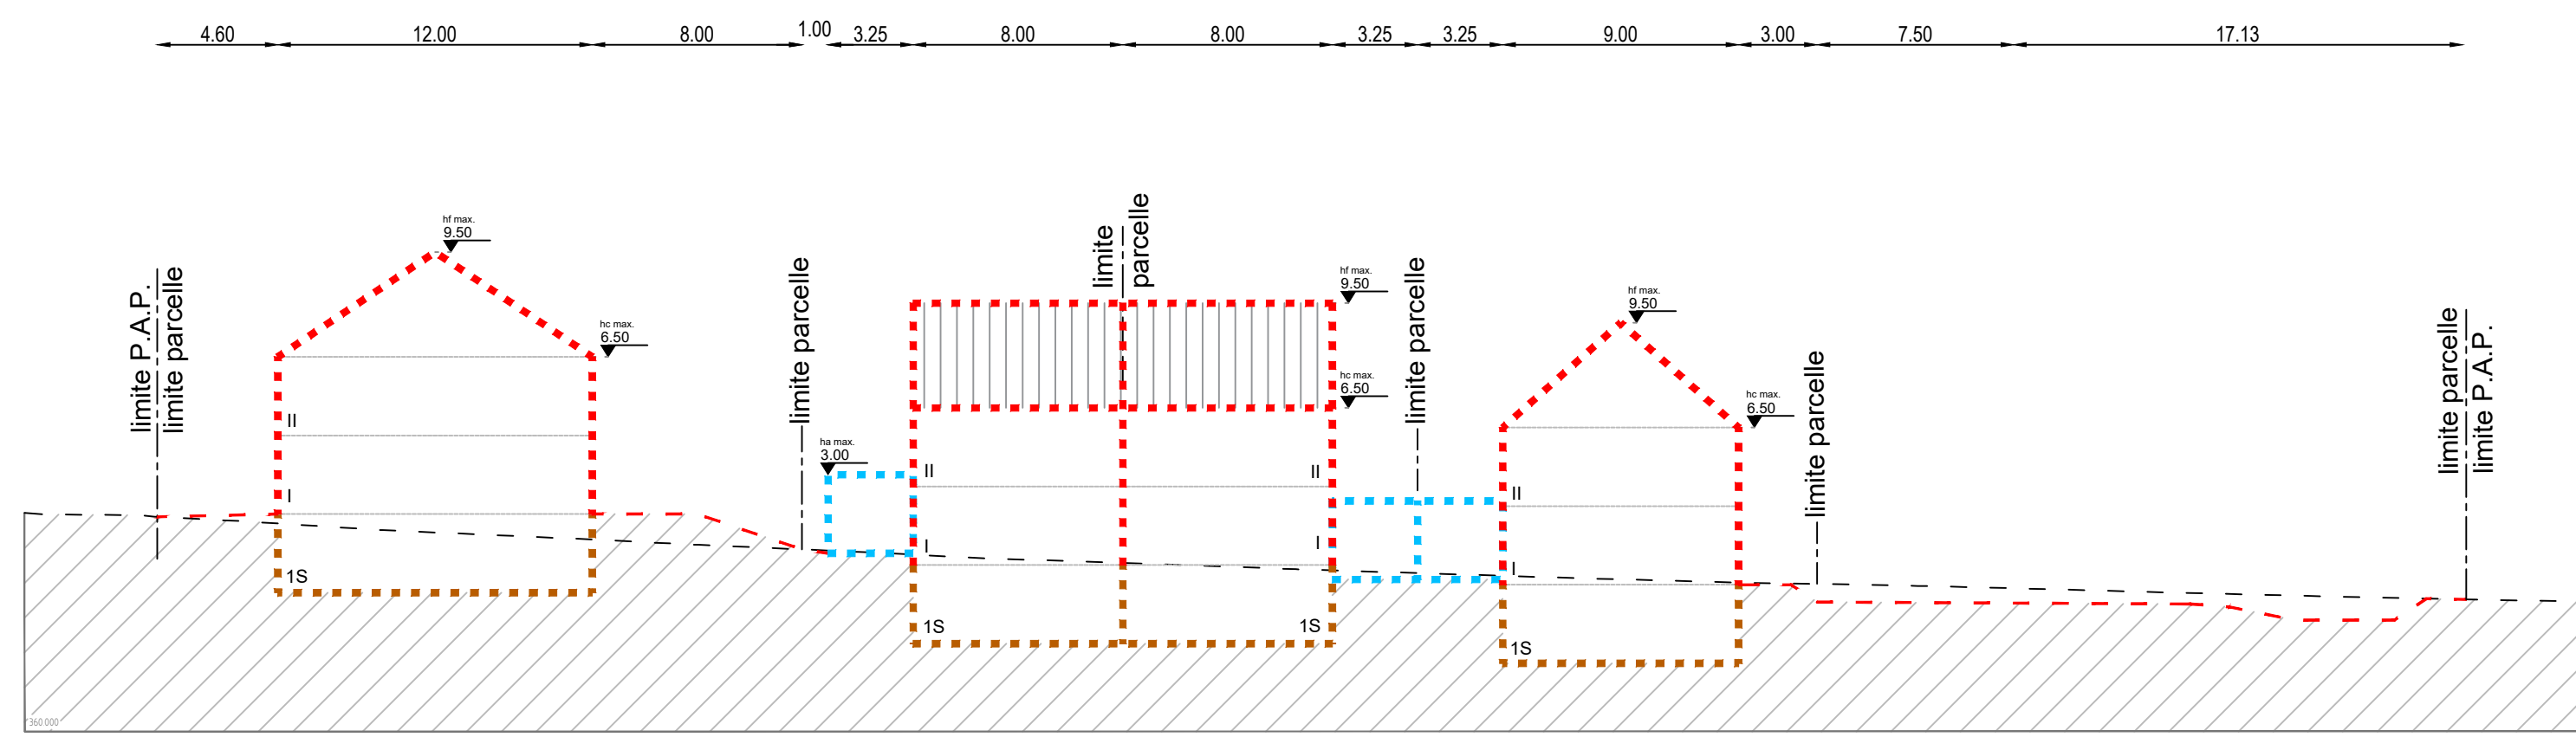 4.60 12.00 8.00 1.00 3.25 8.00 8.00 3.25 3.25 9.00 3.00 7.50 17.13
limite P.A.P.
limite parcelle
hf max.
9.50
hc max.
6.50
II
I
1S
limite parcelle
ha max.
3.00
limite
parcelle
hf max.
9.50
hc max.
6.50
II
II
I
I
1S
1S
limite parcelle
hf max.
9.50
hc max.
6.50
II
I
1S
limite parcelle
limite parcelle
limite P.A.P.
360 000